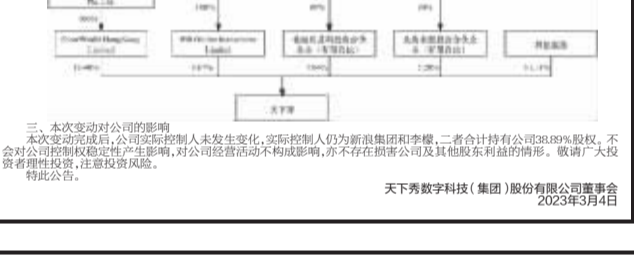 100%
Limited
Limited
天下秀
三、本次变动对公司的影响
本次变动完成后,公司实际控制人未发生变化,实际控制人仍为新浪集团和李檬,二者合计持有公司38.89%股权。不
会对公司控制权稳定性产生影响,对公司经营活动不构成影响,亦不存在损害公司及其他股东利益的情形。敬请广大投
资者理性投资,注意投资风险。
特此公告。
天下秀数字科技(集团)股份有限公司董事会
2023年3月4日